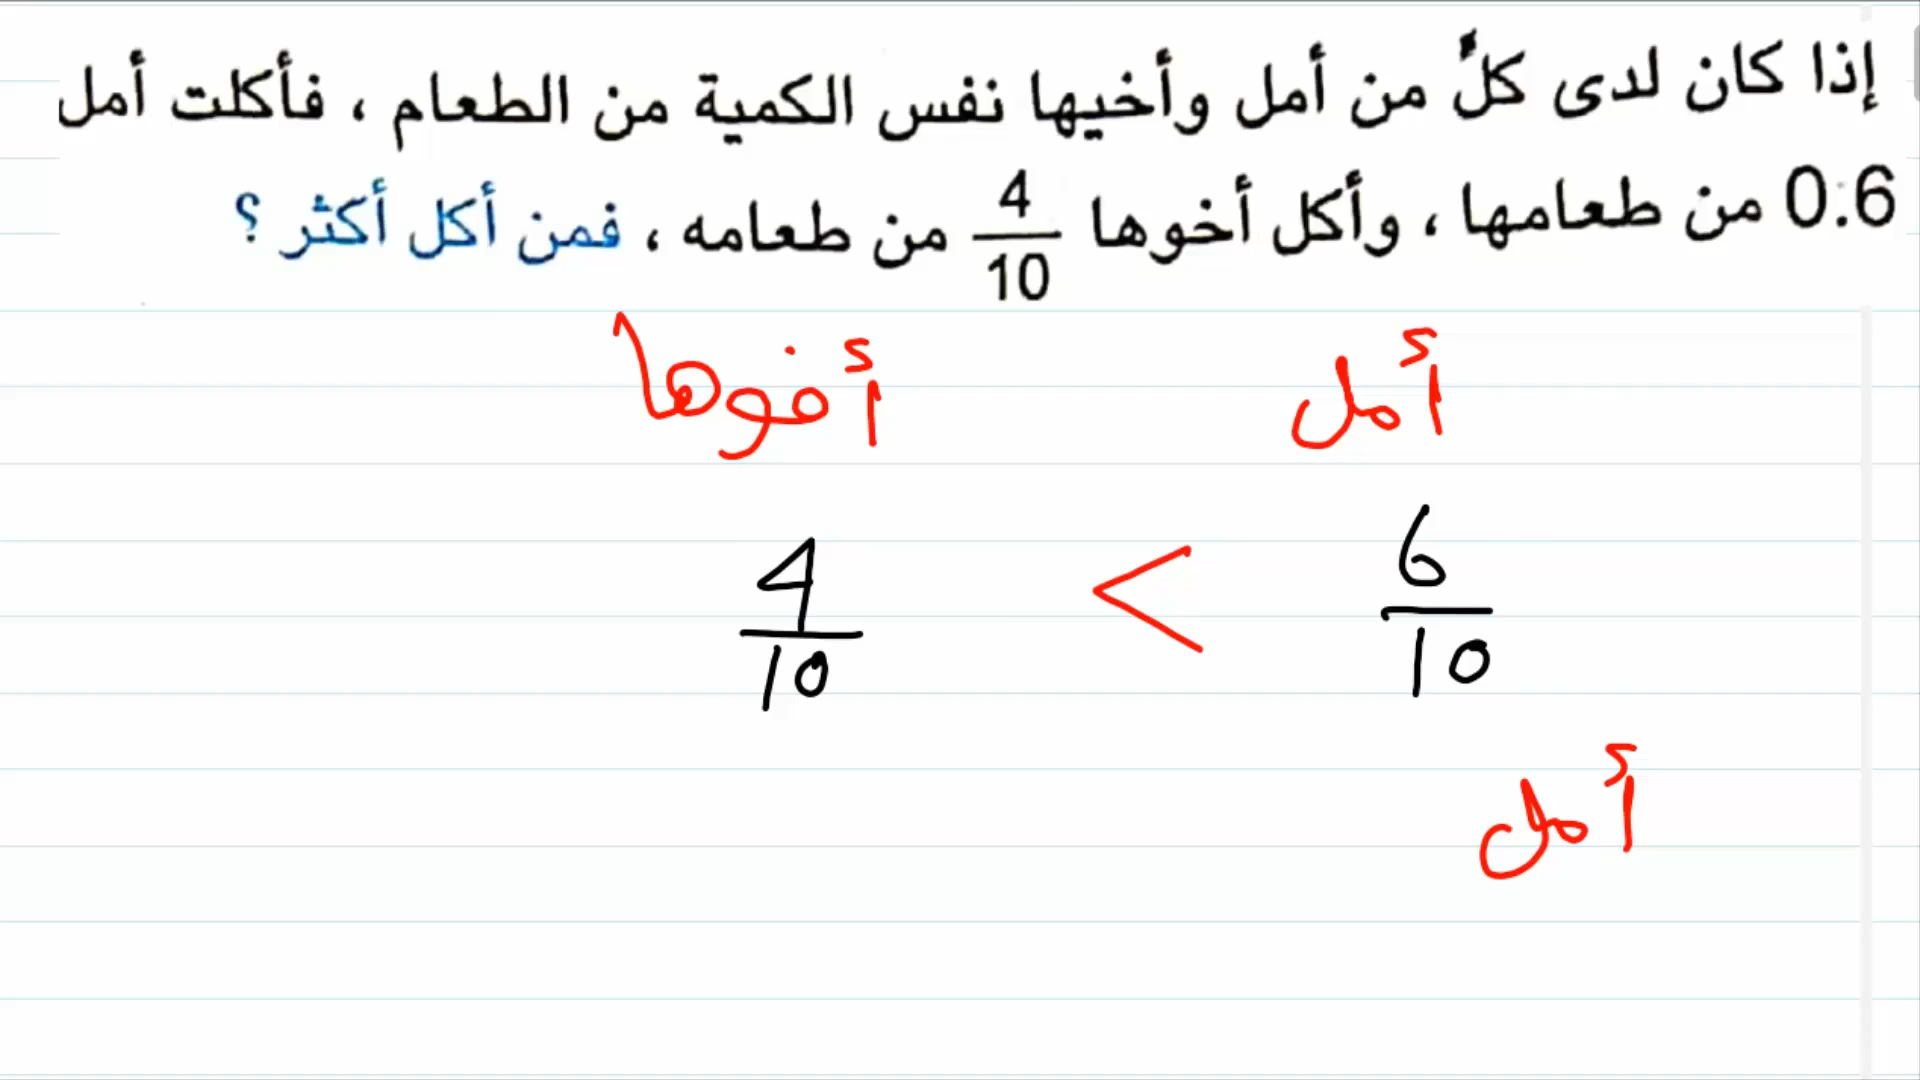 إذا كان لدى كلٌّ من أمل وأخيها نفس الكمية من الطعام ، فأكلت أمل
0.6 من طعامها ، وأكل أخوها 4/10 من طعامه ، فمن أكل أكثر ؟
أمل أخوها
4/10 < 6/10
أمل